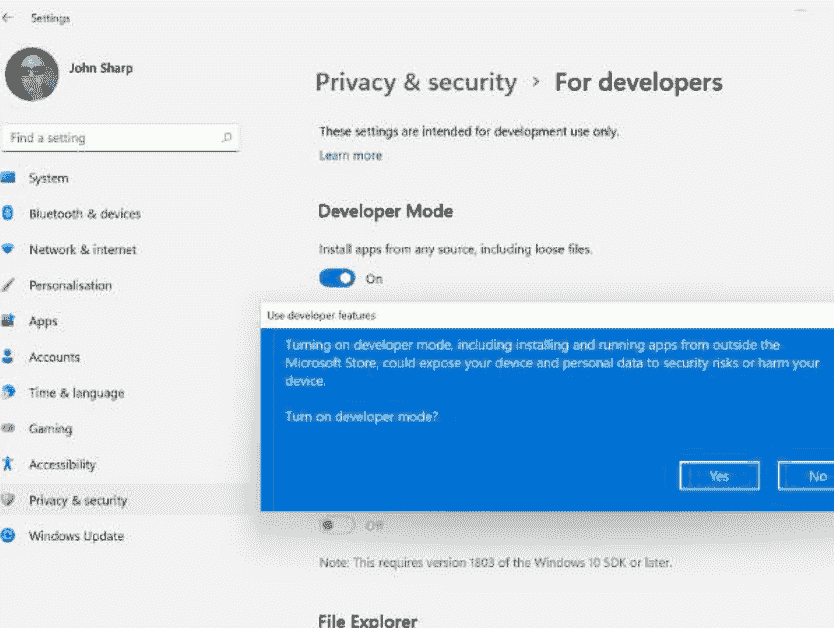 Settings
John Sharp
Find a setting
System
Bluetooth & devices
Network & internet
Personalisation
Apps
Accounts
Time & language
Gaming
Accessibility
Privacy & security
Windows Update
Privacy & security > For developers
These settings are intended for development use only.
Learn more
Developer Mode
Install apps from any source, including loose files.
On
Use developer features
Turning on developer mode, including installing and running apps from outside the
Microsoft Store, could expose your device and personal data to security risks or harm your
device.
Turn on developer mode?
Yes
No
Off
Note: This requires version 1803 of the Windows 10 SDK or later.
File Explorer